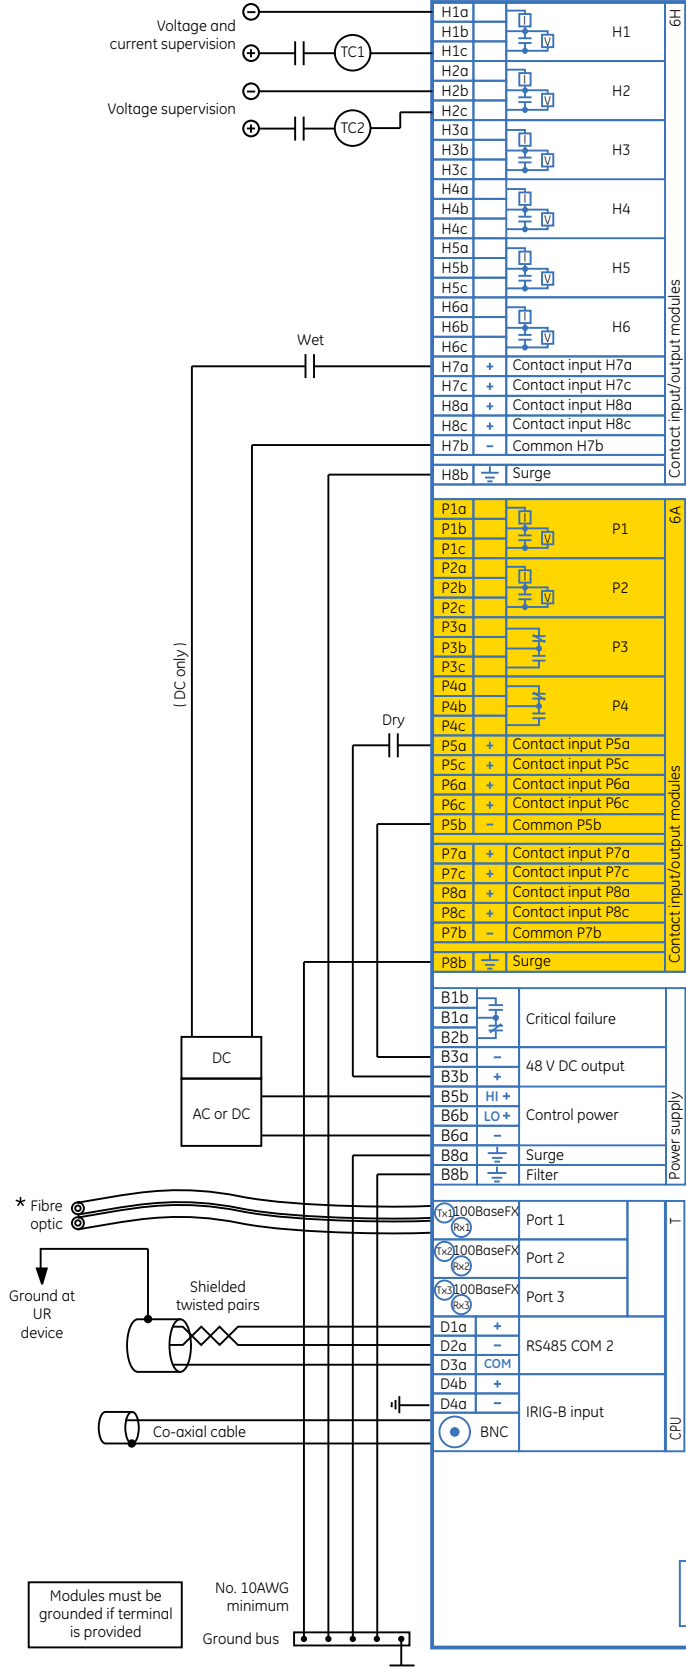 Voltage and
current supervision
TC1
Voltage supervision
TC2
H1a
H1b
H1c
I
V
H1
6H
H2a
H2b
H2c
I
V
H2
H3a
H3b
H3c
I
V
H3
H4a
H4b
H4c
I
V
H4
H5a
H5b
H5c
I
V
H5
H6a
H6b
H6c
I
V
H6
Wet
H7a + Contact input H7a
H7c + Contact input H7c
H8a + Contact input H8a
H8c + Contact input H8c
H7b - Common H7b
H8b Surge
Contact input/output modules
P1a
P1b
P1c
I
V
P1
6A
P2a
P2b
P2c
I
V
P2
P3a
P3b
P3c
P3
P4a
P4b
P4c
P4
( DC only )
Dry
P5a + Contact input P5a
P5c + Contact input P5c
P6a + Contact input P6a
P6c + Contact input P6c
P5b - Common P5b
P7a + Contact input P7a
P7c + Contact input P7c
P8a + Contact input P8a
P8c + Contact input P8c
P7b - Common P7b
P8b Surge
Contact input/output modules
B1b
B1a
B2b
Critical failure
B3a -
B3b +
48 V DC output
B5b HI +
B6b LO +
B6a -
Control power
B8a Surge
B8b Filter
Power supply
DC
AC or DC
* Fibre
optic
Tx1 100BaseFX
Rx1
Port 1
T
Tx2 100BaseFX
Rx2
Port 2
Tx3 100BaseFX
Rx3
Port 3
Ground at
UR
device
Shielded
twisted pairs
D1a +
D2a -
D3a COM
RS485 COM 2
D4b +
D4a -
BNC
IRIG-B input
CPU
Co-axial cable
Modules must be
grounded if terminal
is provided
No. 10AWG
minimum
Ground bus